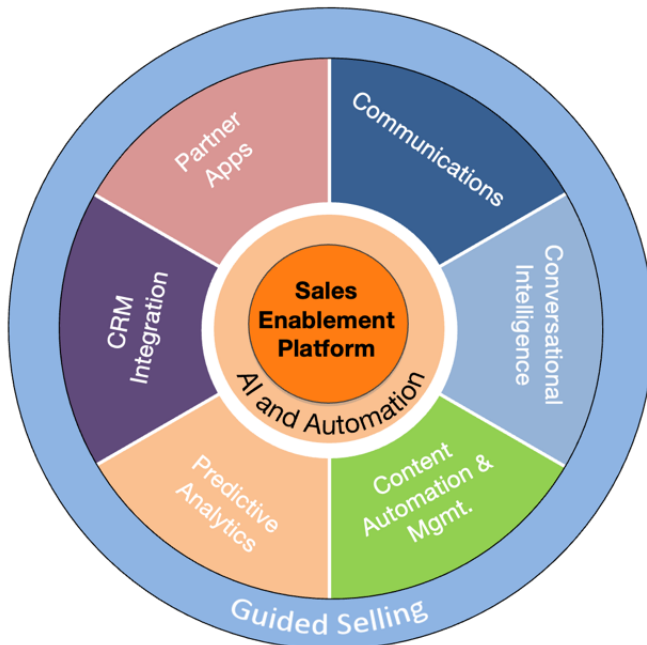 Partner
Apps
Communications
CRM
Integration
Sales
Enablement
Platform
AI and Automation
Conversational
Intelligence
Predictive
Analytics
Content
Automation &
Mgmt.
Guided Selling